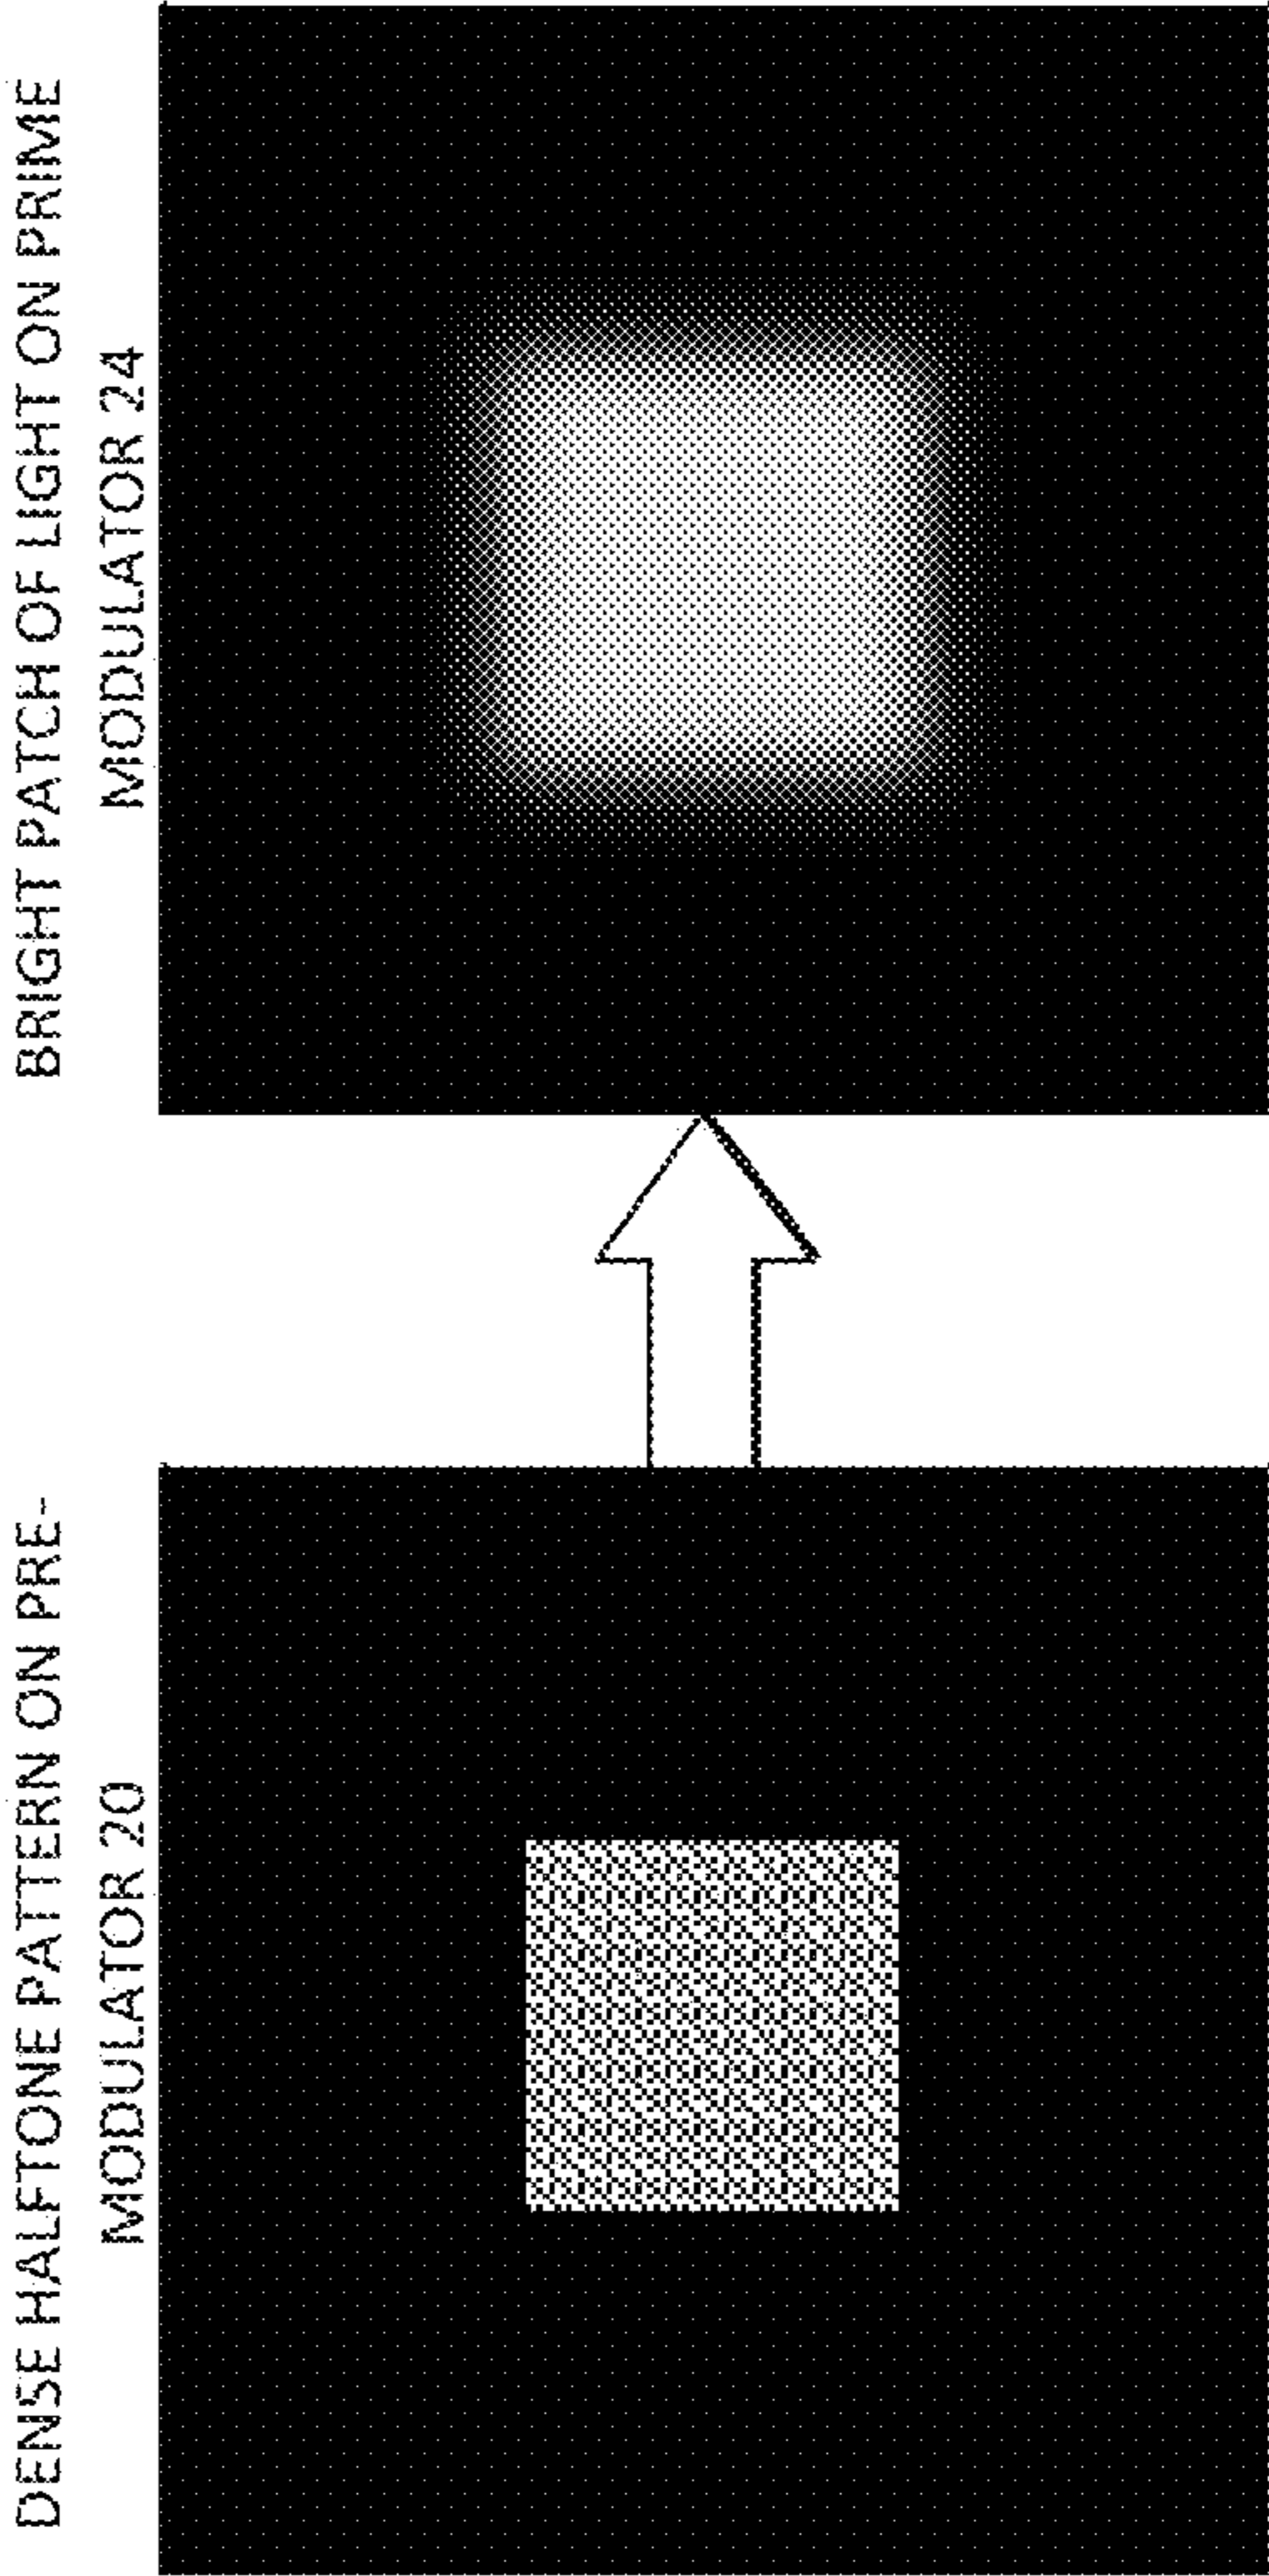 DENSE HALFTONE PATTERN ON PRE-
MODULATOR 20
BRIGHT PATCH OF LIGHT ON PRIME
MODULATOR 24